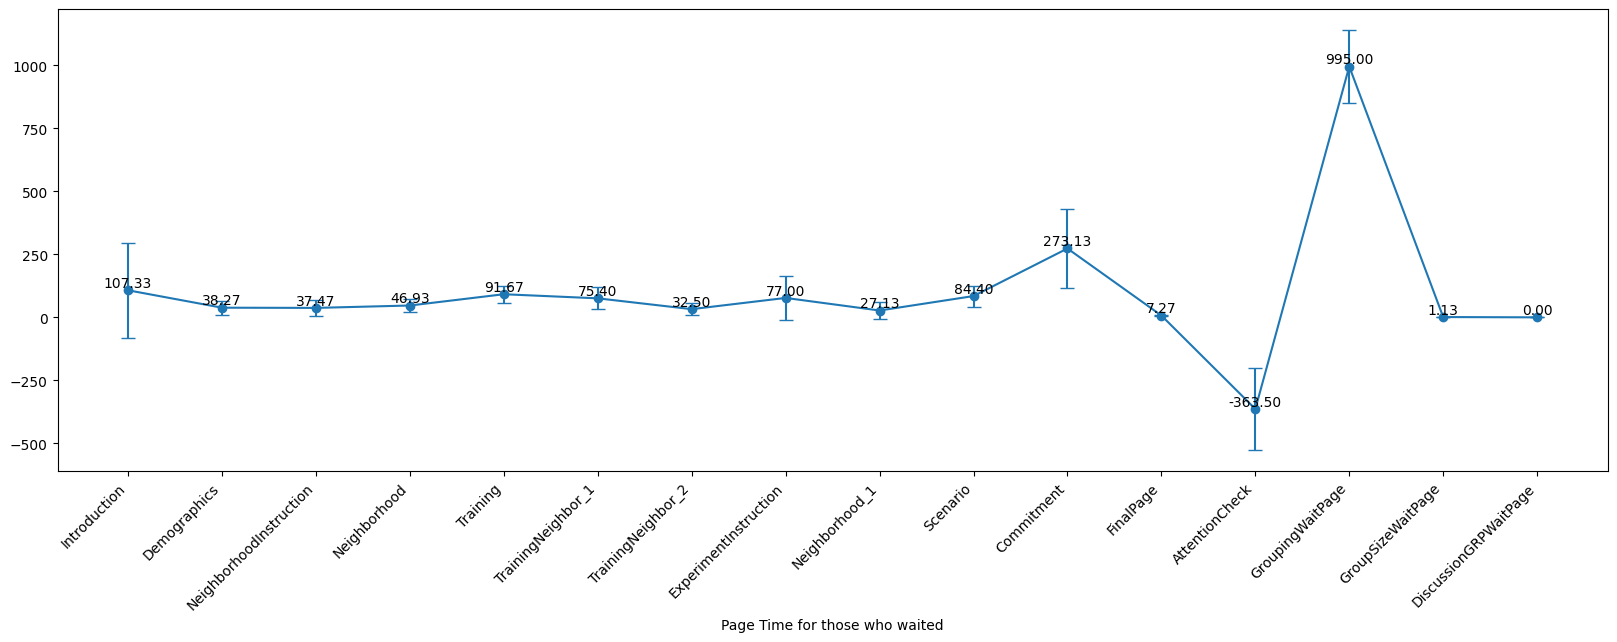 1000
750
500
250
0
−250
−500
107.33
38.27
37.47
46.93
91.67
75.40
32.50
77.00
27.13
84.40
273.13
7.27
-363.50
995.00
1.13
0.00
Introduction
Demographics
NeighborhoodInstruction
Neighborhood
Training
TrainingNeighbor_1
TrainingNeighbor_2
ExperimentInstruction
Neighborhood_1
Scenario
Commitment
FinalPage
AttentionCheck
GroupingWaitPage
GroupSizeWaitPage
DiscussionGRPWaitPage
Page Time for those who waited